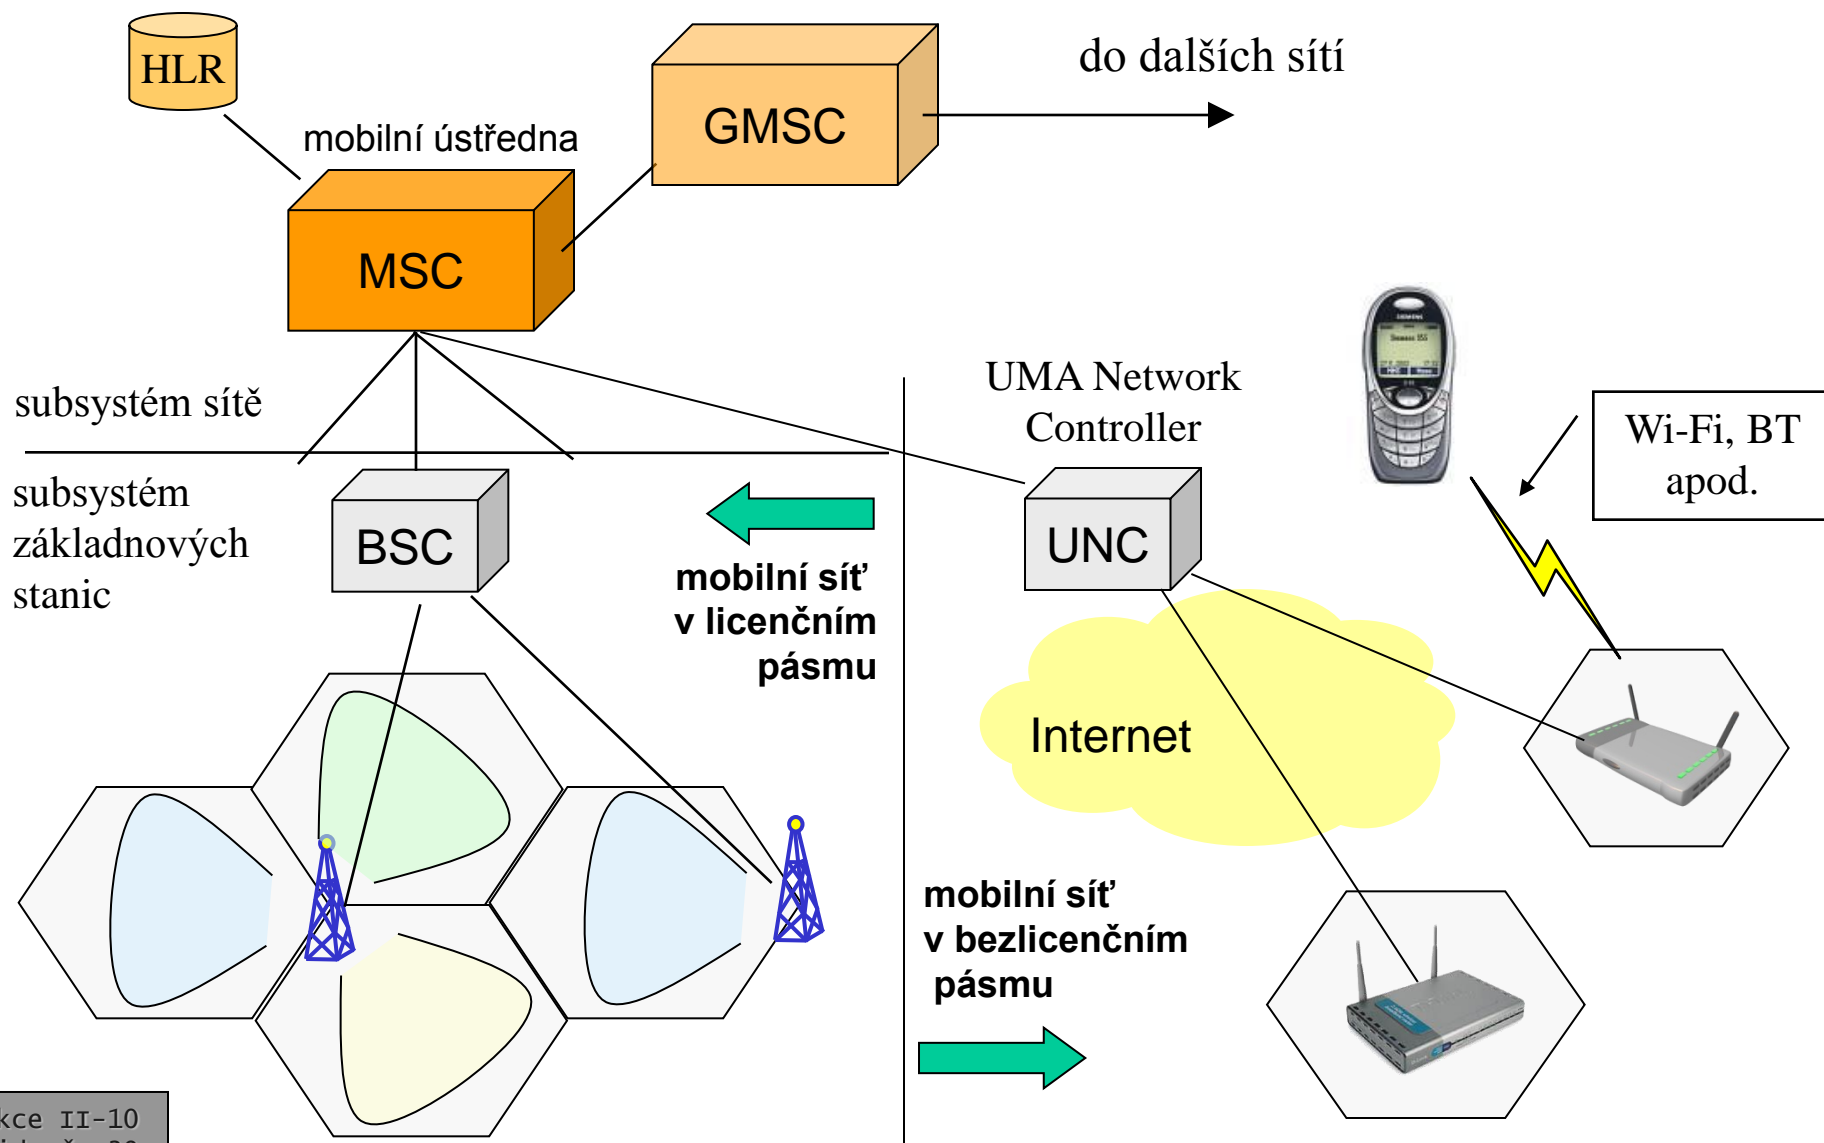 HLR
mobilní ústředna
GMSC
do dalších sítí
MSC
subsystém sítě
subsystém
základnových
stanic
BSC
mobilní síť
v licenčním
pásmu
UMA Network
Controller
UNC
Wi-Fi, BT
apod.
Internet
mobilní síť
v bezlicenčním
pásmu
II-10